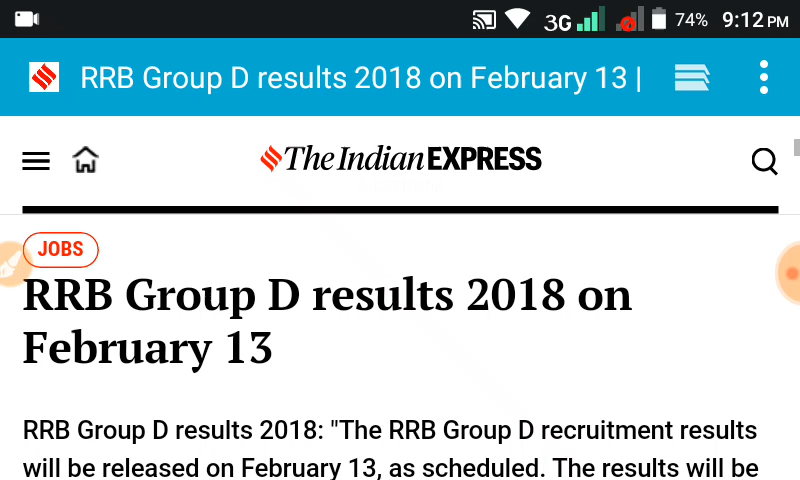 3G 74% 9:12 PM
RRB Group D results 2018 on February 13 |
The Indian EXPRESS
JOBS
RRB Group D results 2018 on
February 13
RRB Group D results 2018: "The RRB Group D recruitment results
will be released on February 13, as scheduled. The results will be